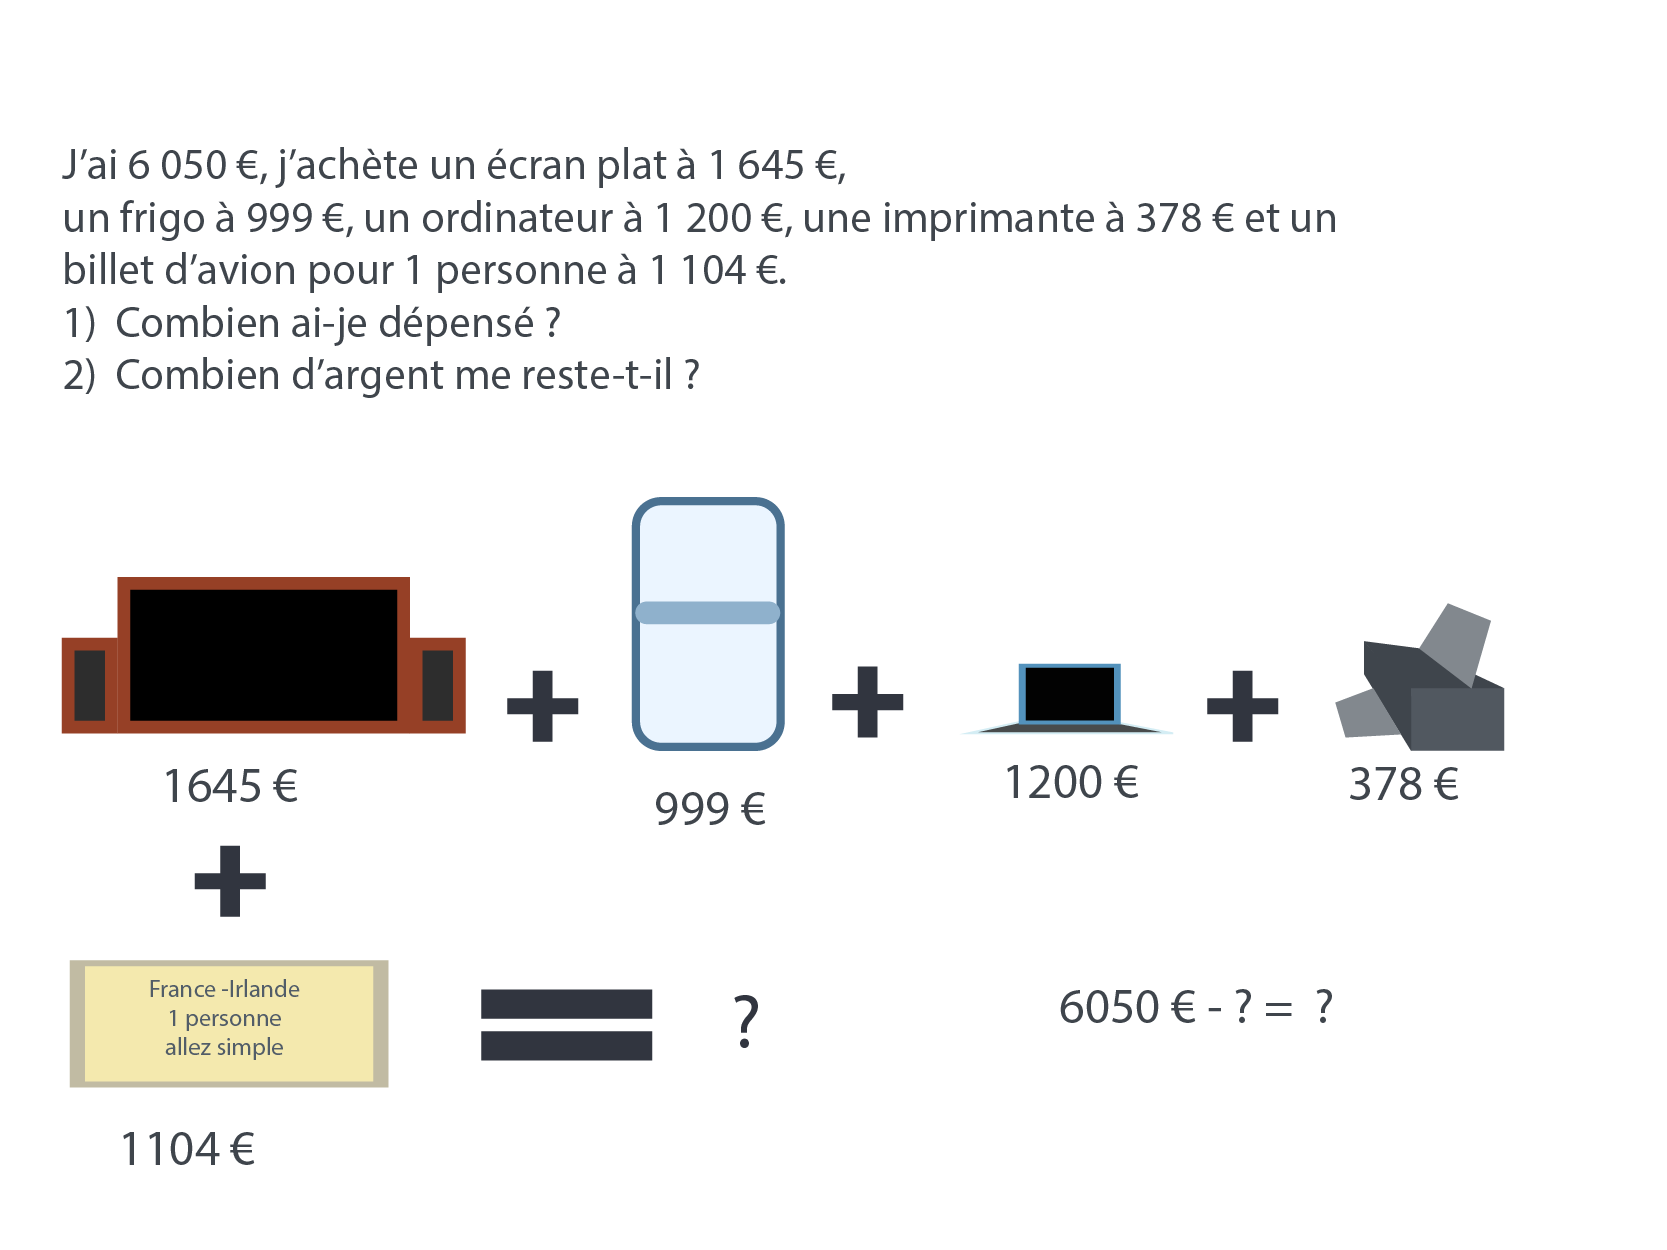 J’ai 6 050 €, j’achète un écran plat à 1 645 €,
un frigo à 999 €, un ordinateur à 1 200 €, une imprimante à 378 € et un
billet d’avion pour 1 personne à 1 104 €.
1) Combien ai-je dépensé ?
2) Combien d’argent me reste-t-il ?
1645 €
999 €
1200 €
378 €
France -Irlande
1 personne
allez simple
?
6050 € - ? = ?
1104 €